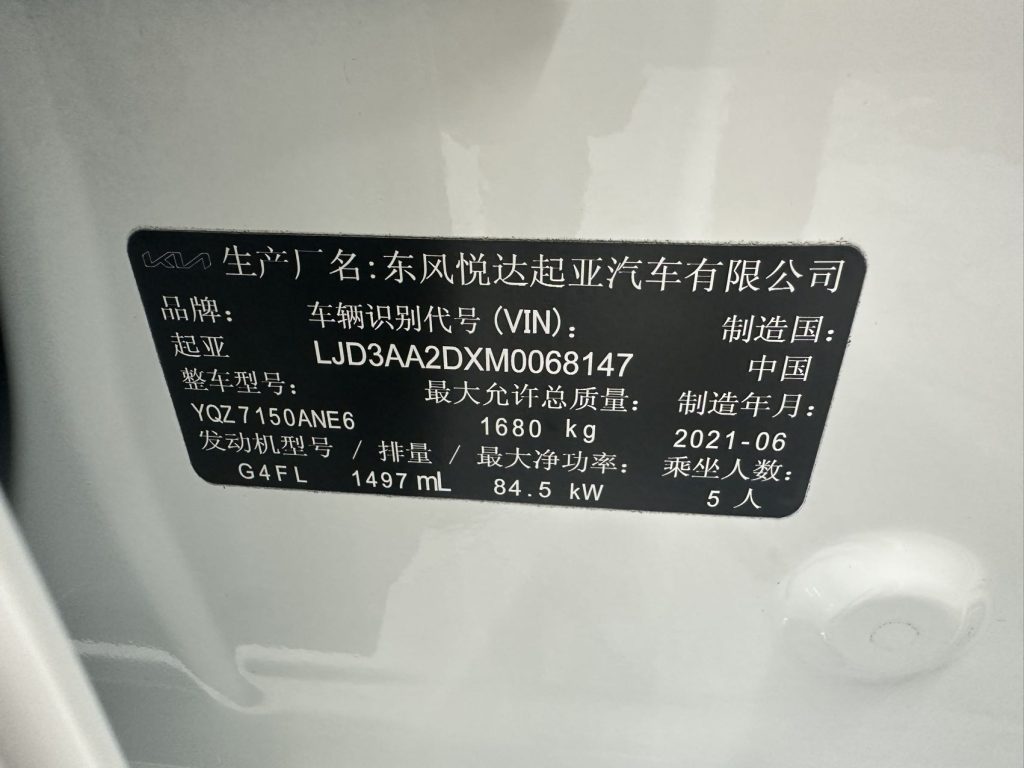 KIA 生产厂名:东风悦达起亚汽车有限公司
品牌: 车辆识别代号(VIN): 制造国:
起亚 LJD3AA2DXM0068147 中国
整车型号: 最大允许总质量: 制造年月:
YQZ7150ANE6 1680 kg 2021-06
发动机型号 / 排量 / 最大净功率: 乘坐人数:
G4FL 1497 mL 84.5 kW 5 人